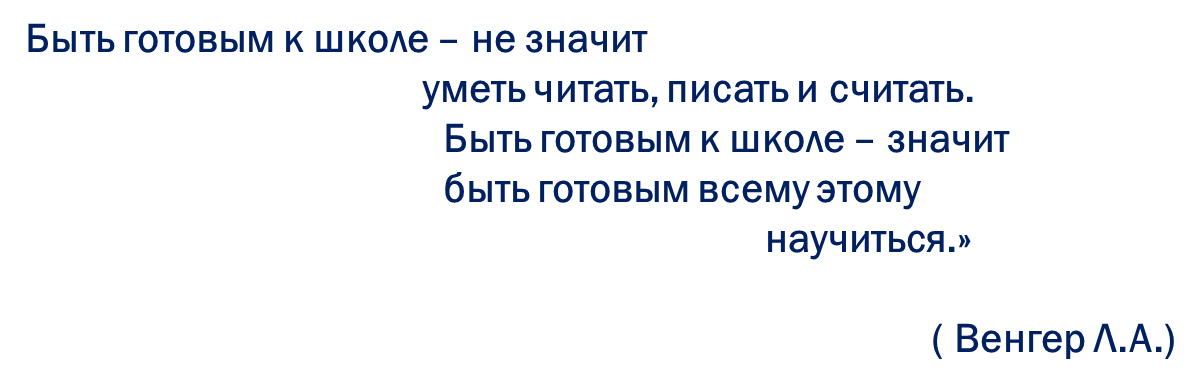 Быть готовым к школе – не значит
уметь читать, писать и считать.
Быть готовым к школе – значит
быть готовым всему этому
научиться.»
( Венгер Л.А.)